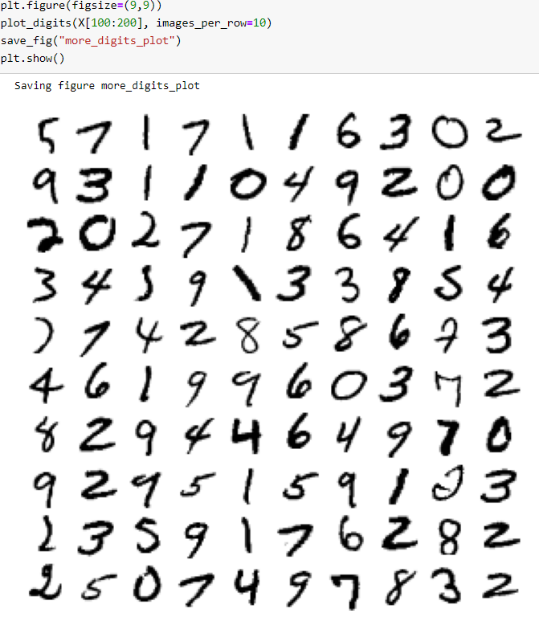 plt.figure(figsize=(9,9))
plot_digits(X[100:200], images_per_row=10)
save_fig("more_digits_plot")
plt.show()
Saving figure more_digits_plot
5 7 1 7 1 1 6 3 0 2
9 3 1 1 0 4 9 2 0 0
2 0 2 7 1 8 6 4 1 6
3 4 5 9 1 3 3 8 5 4
7 7 4 2 8 5 8 6 7 3
4 6 1 9 9 6 0 3 7 2
8 2 9 4 4 6 4 9 7 0
9 2 9 5 1 5 9 1 3
2 3 5 9 1 7 6 2 8 2
2 5 0 7 4 9 7 8 3 2